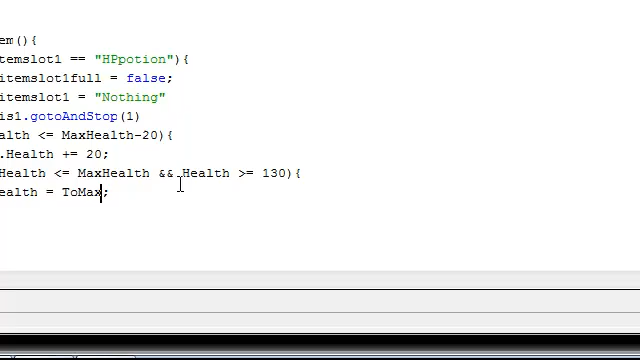 em(){
itemslot1 == "HPpotion"){
itemslot1full = false;
itemslot1 = "Nothing"
is1.gotoAndStop(1)
alth <= MaxHealth-20){
.Health += 20;
Health <= MaxHealth && Health >= 130){
ealth = ToMax;